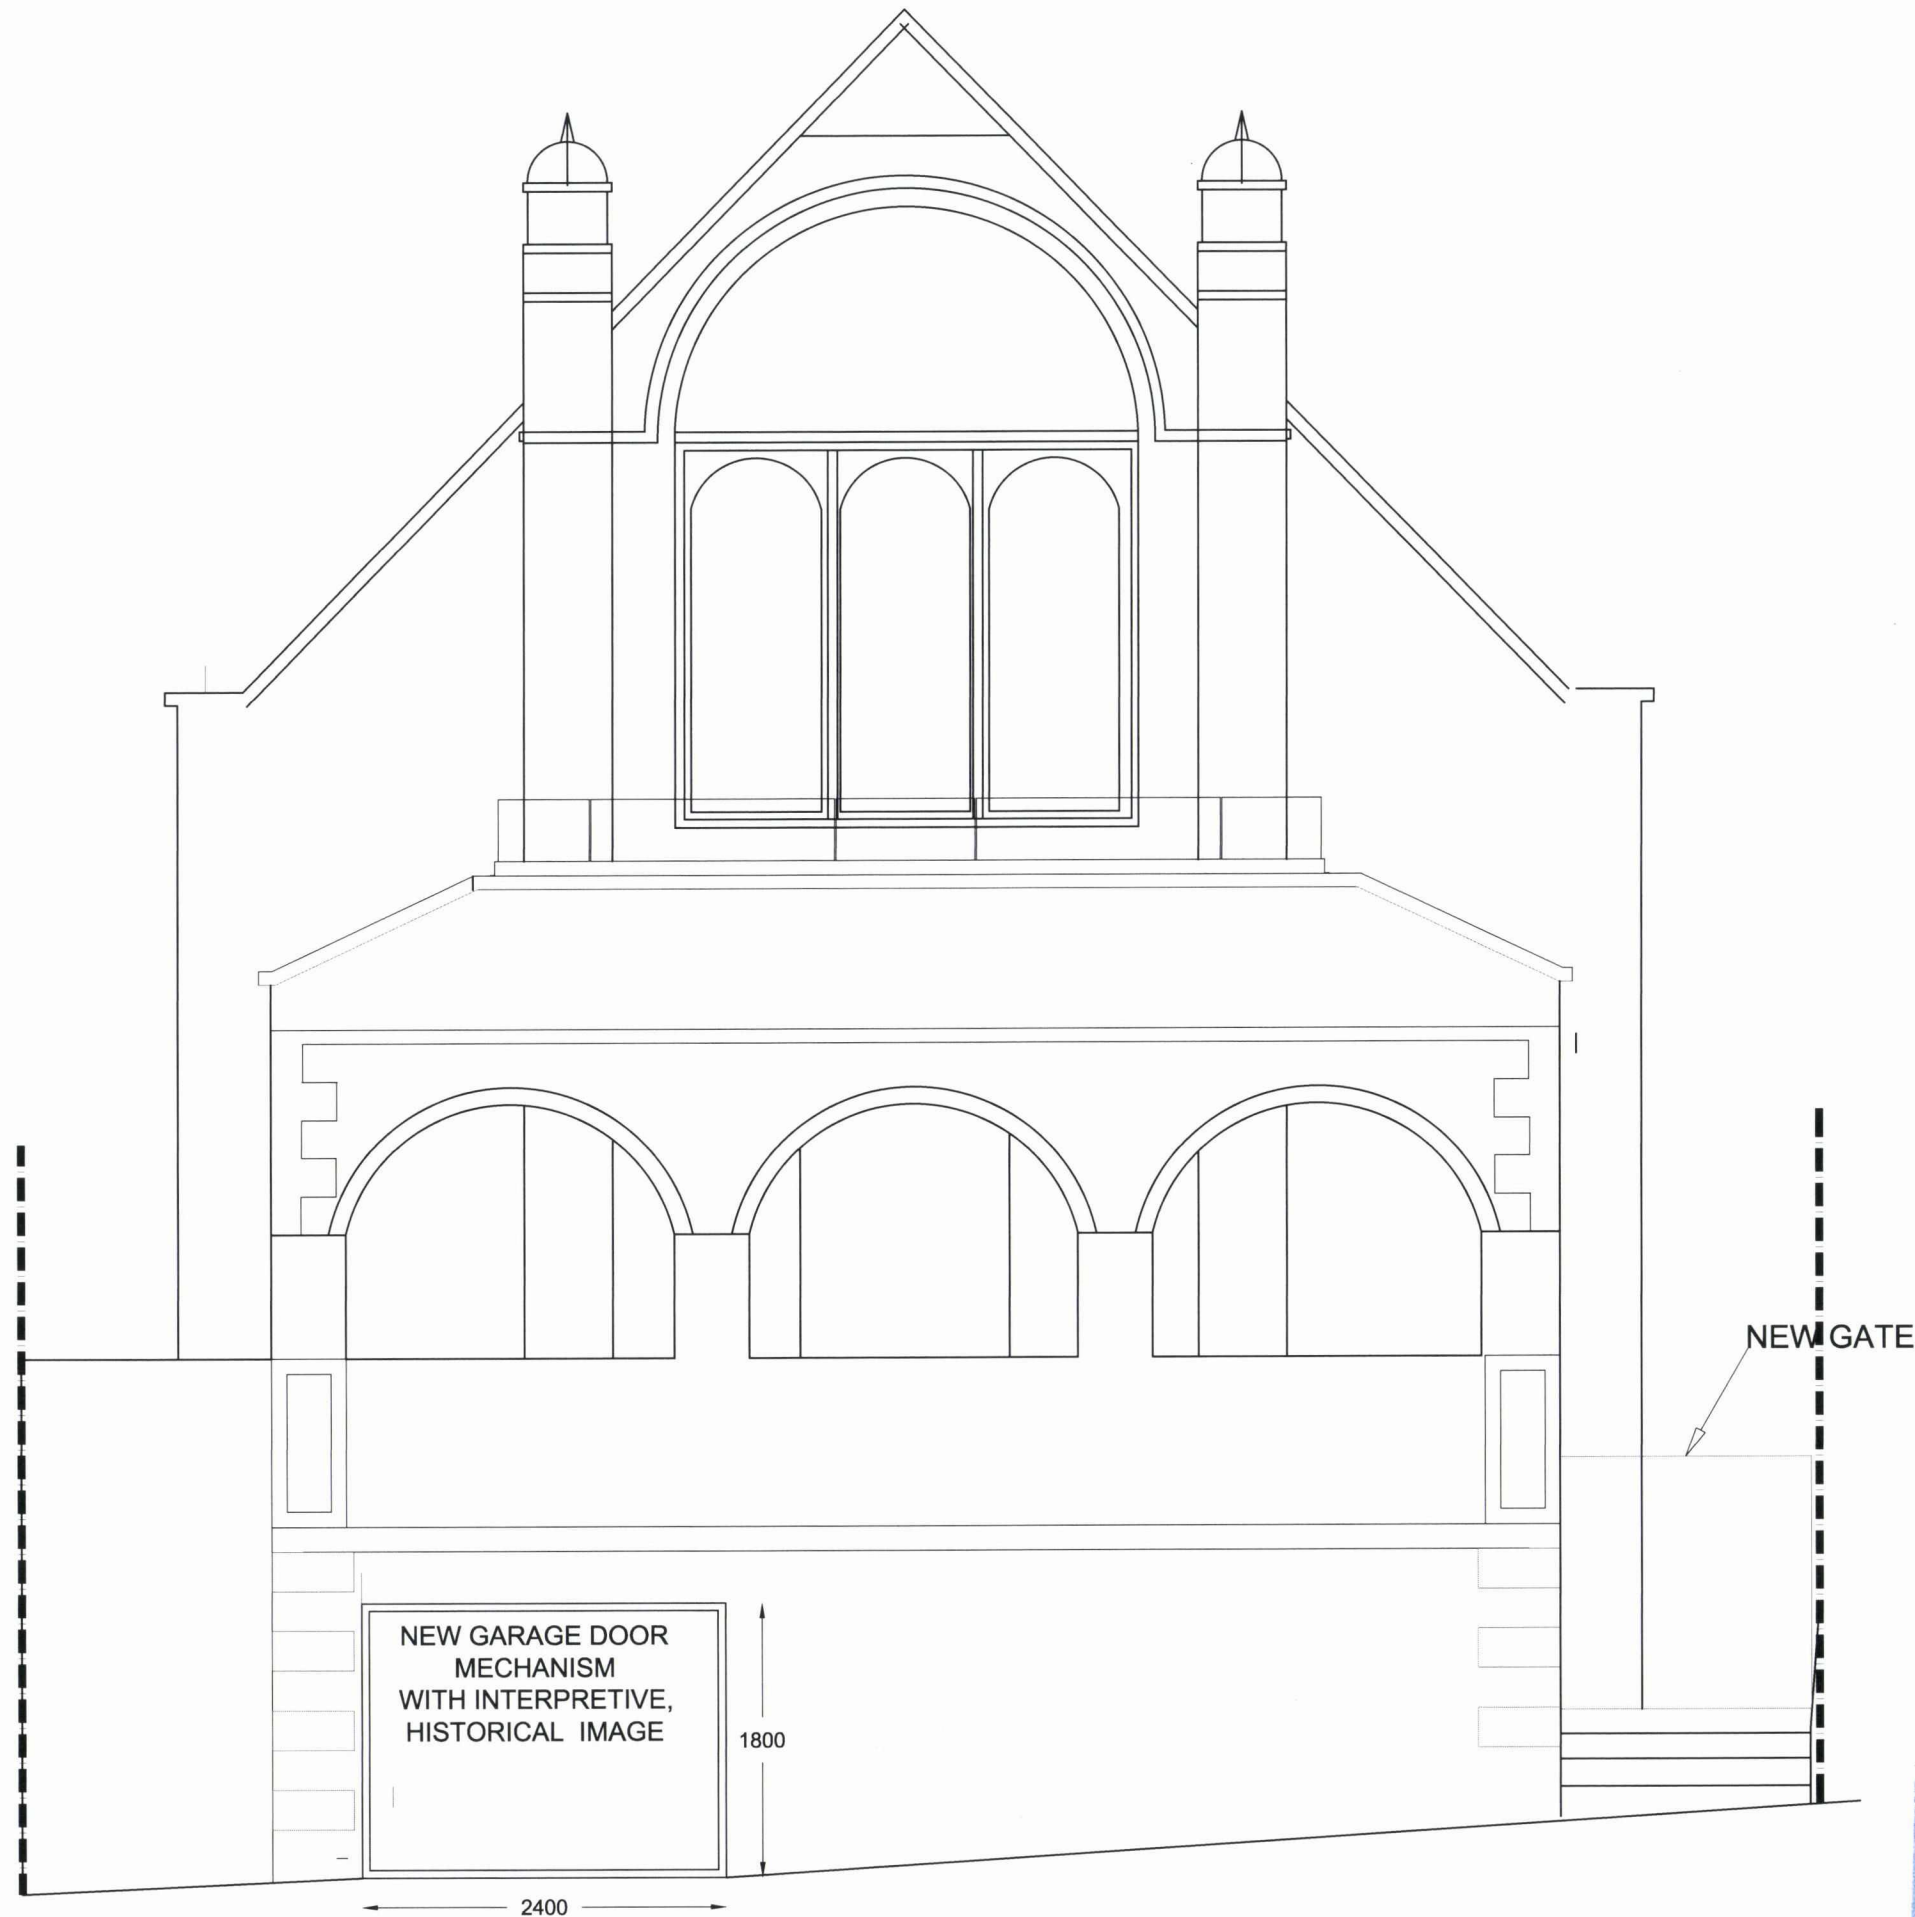 NEW GATE
NEW GARAGE DOOR
MECHANISM
WITH INTERPRETIVE,
HISTORICAL IMAGE
1800
2400